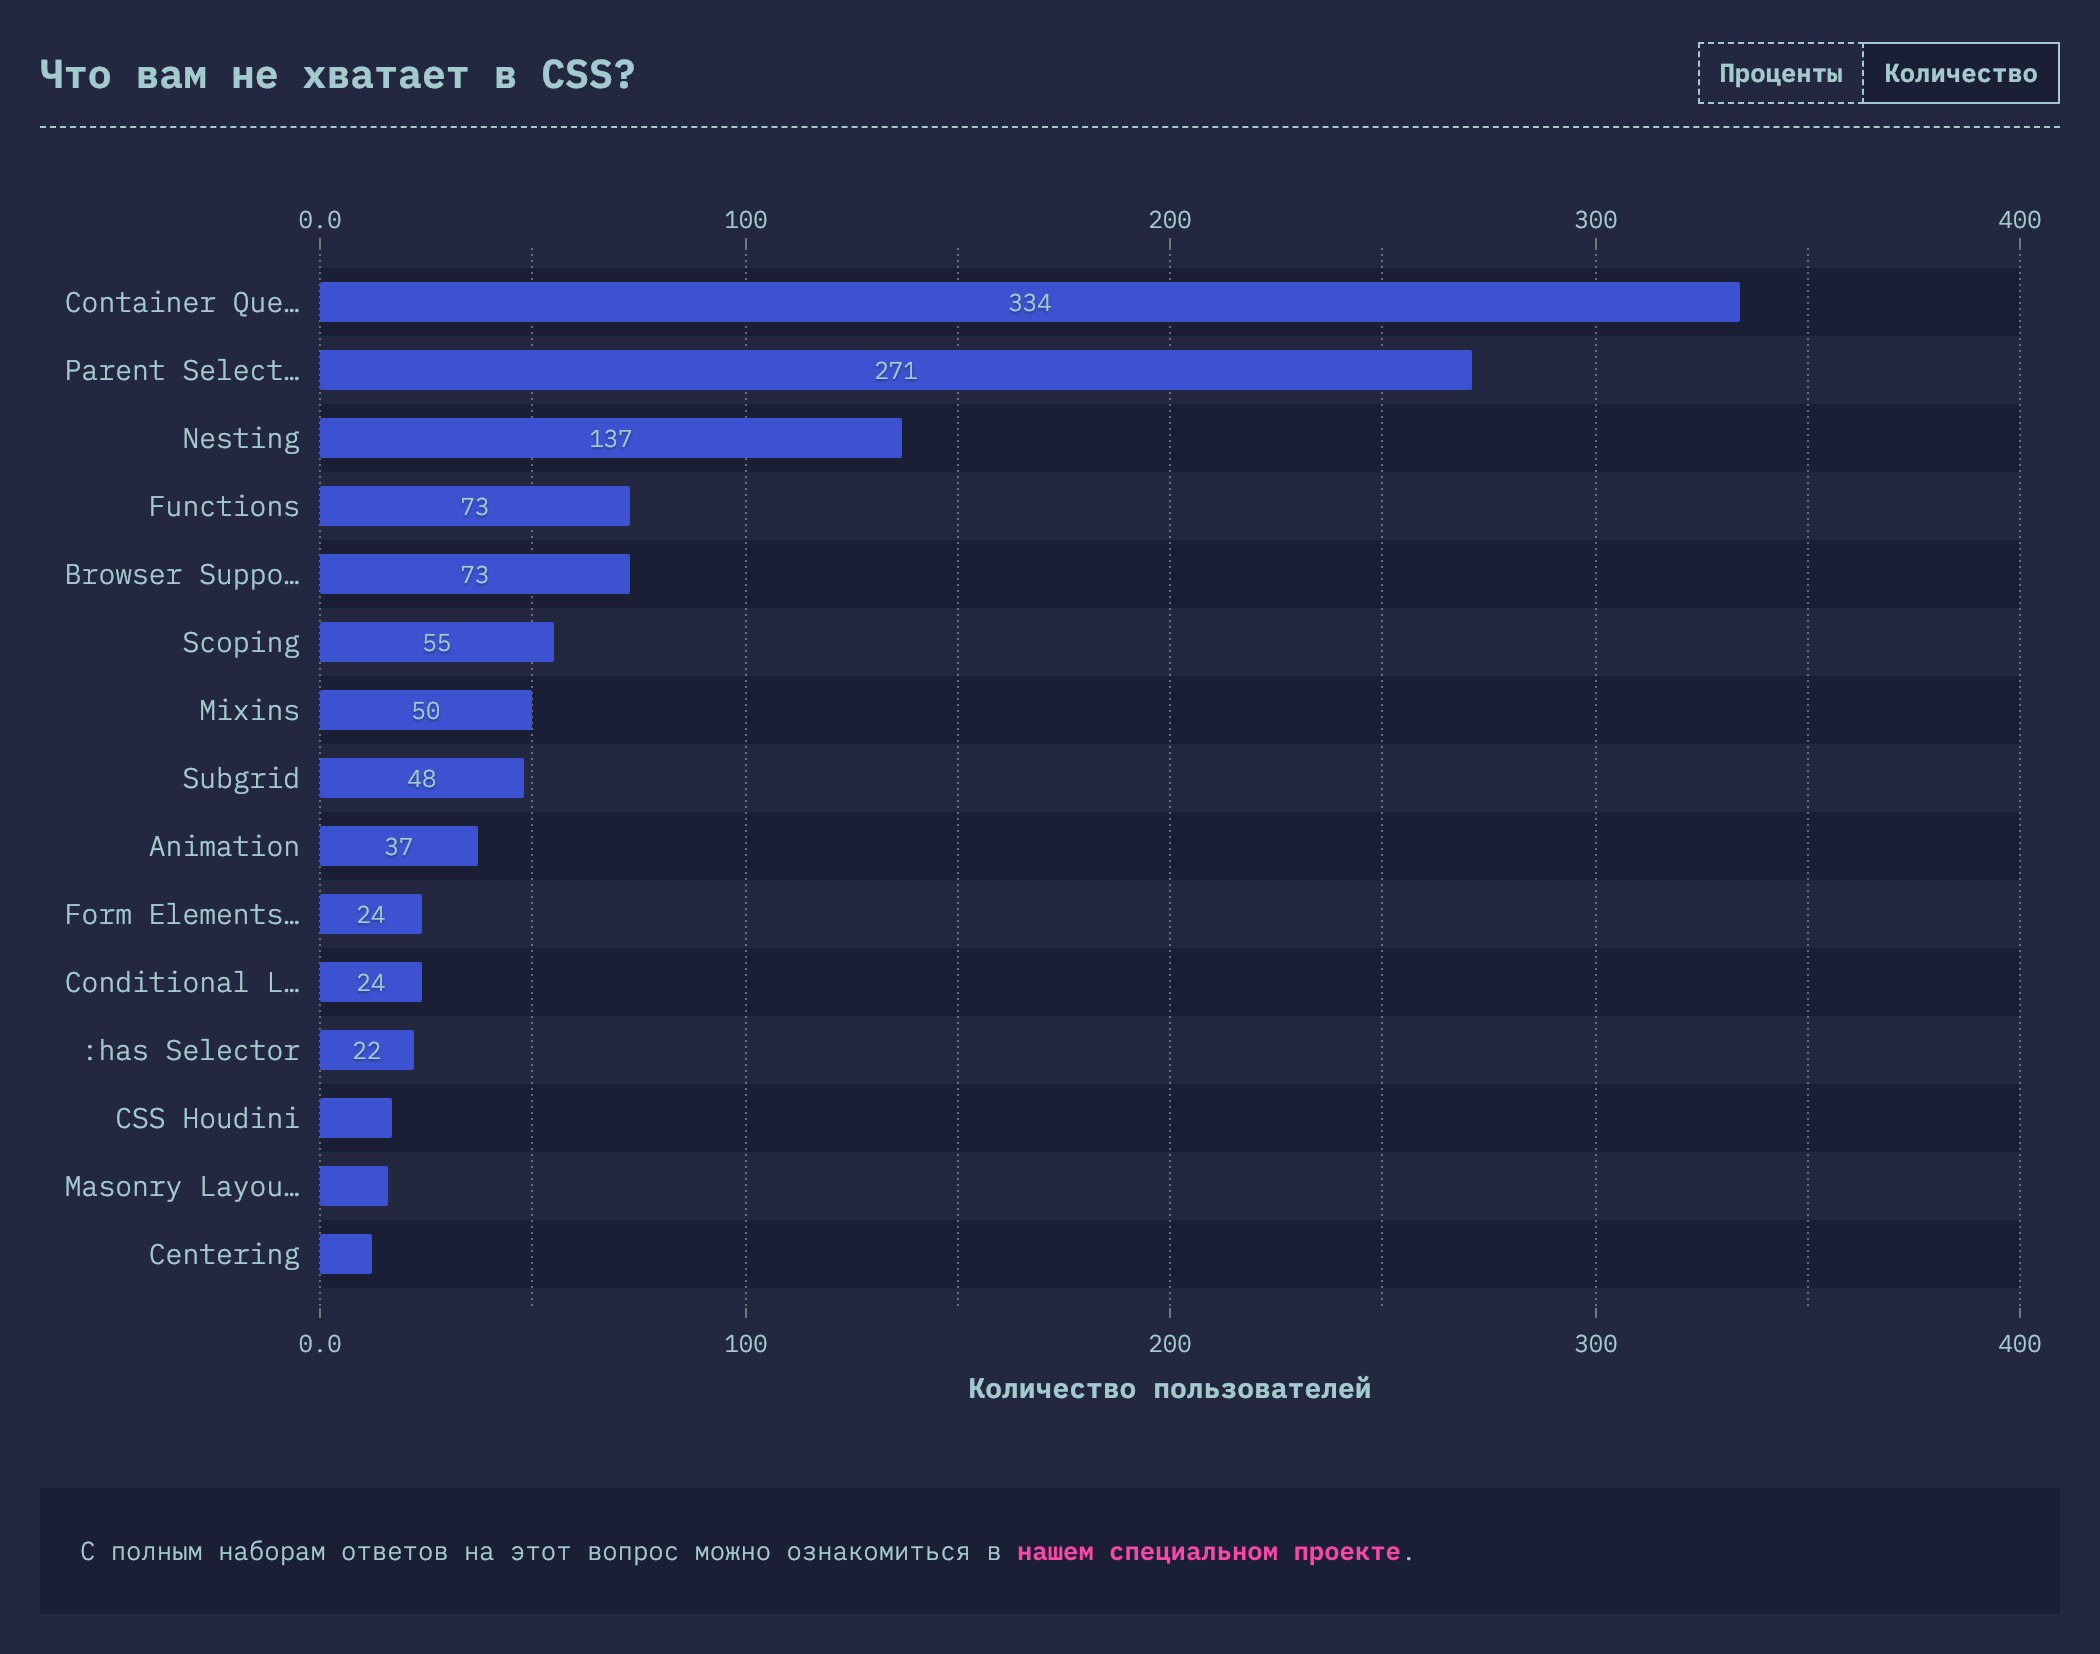 Что вам не хватает в CSS?
Проценты Количество
0.0 100 200 300 400
Container Que… 334
Parent Select… 271
Nesting 137
Functions 73
Browser Suppo… 73
Scoping 55
Mixins 50
Subgrid 48
Animation 37
Form Elements… 24
Conditional L… 24
:has Selector 22
CSS Houdini
Masonry Layou…
Centering
0.0 100 200 300 400
Количество пользователей
С полным наборам ответов на этот вопрос можно ознакомиться в нашем специальном проекте.